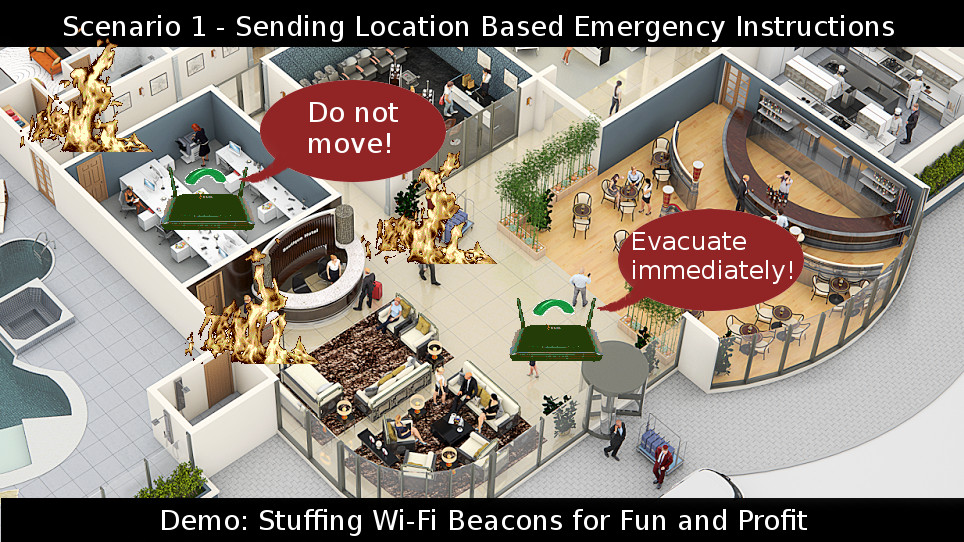 Scenario 1 - Sending Location Based Emergency Instructions
Do not
move!
Evacuate
immediately!
Demo: Stuffing Wi-Fi Beacons for Fun and Profit